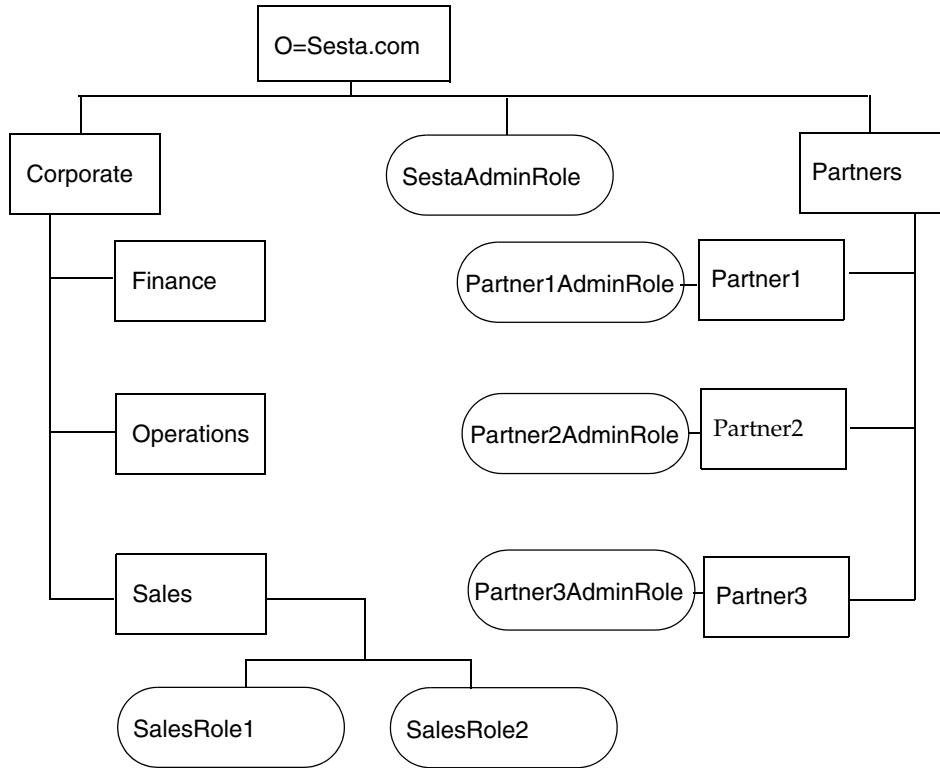 O=Sesta.com
Corporate
SestaAdminRole
Partners
Finance
Partner1AdminRole
Partner1
Operations
Partner2AdminRole
Partner2
Sales
Partner3AdminRole
Partner3
SalesRole1
SalesRole2